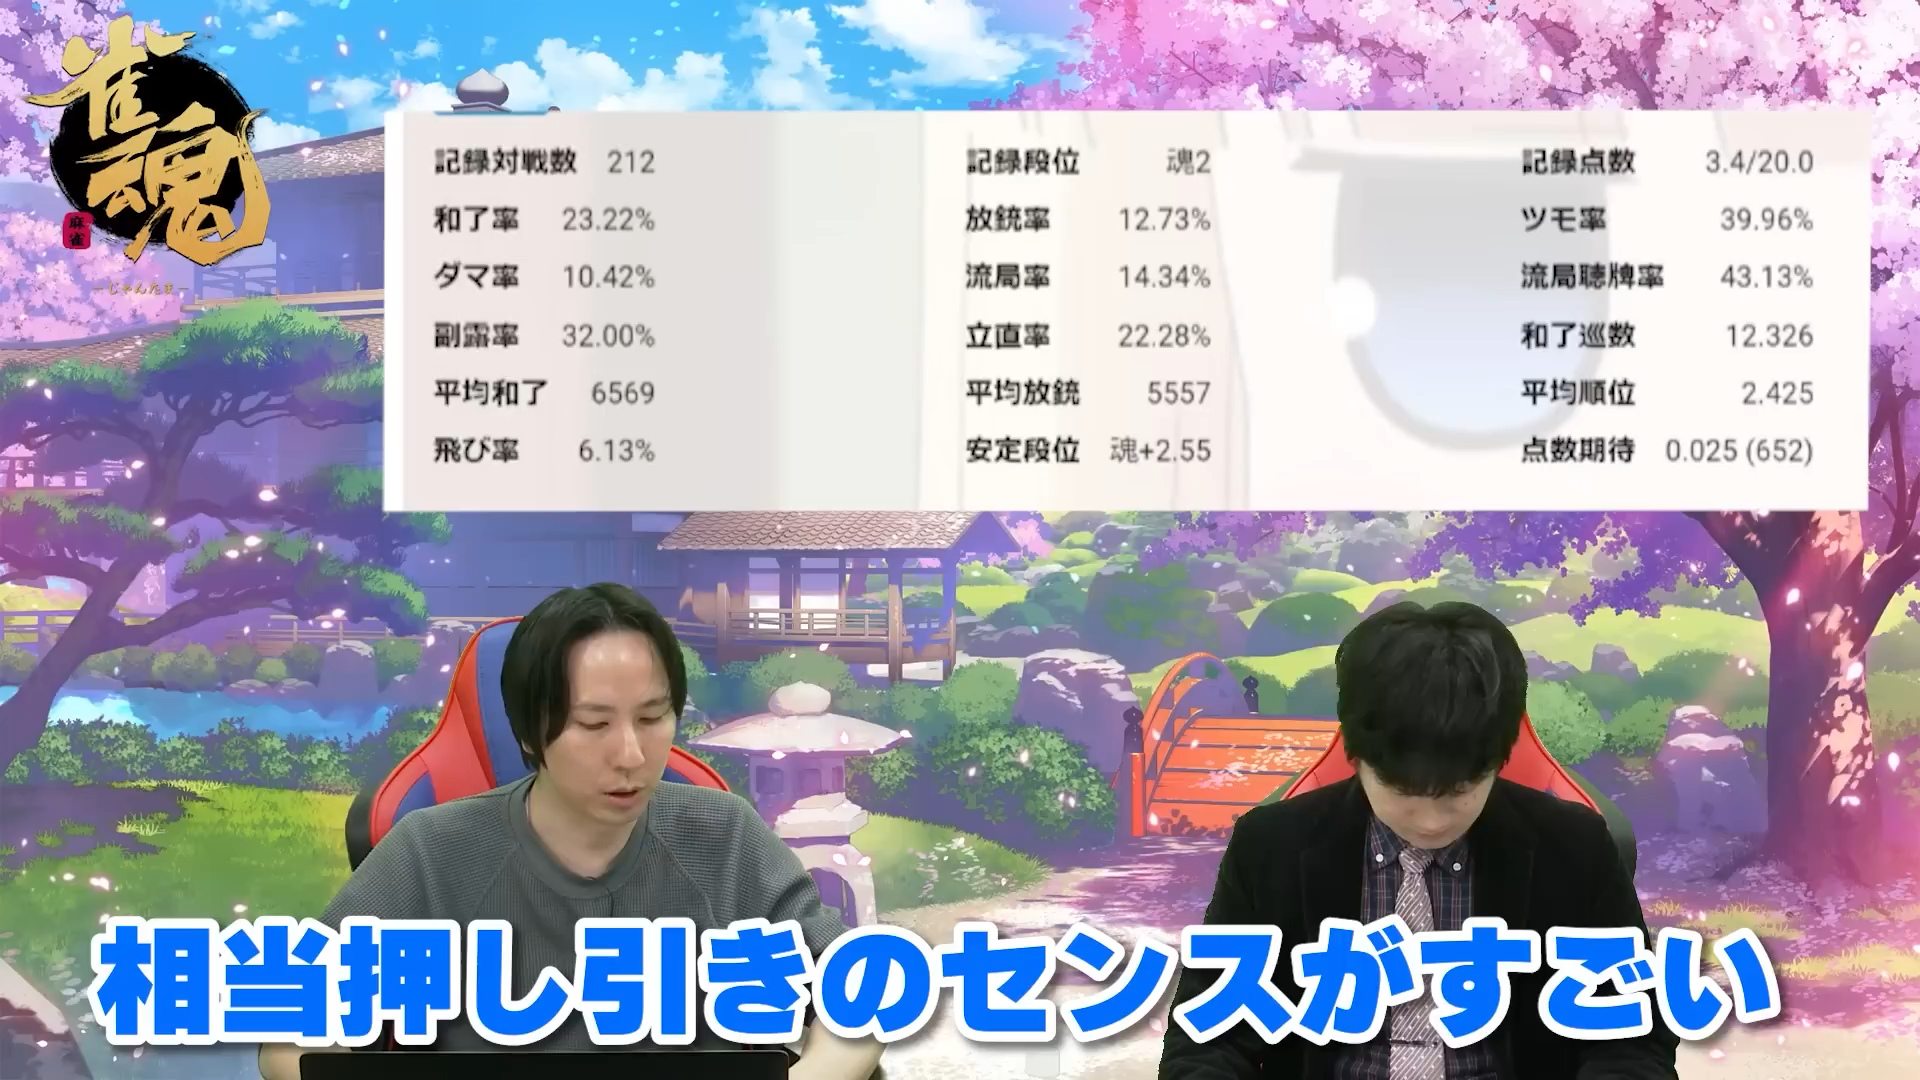 雀魂
麻雀
―じゃんたま―
記録対戦数 212 記録段位 魂2 記録点数 3.4/20.0
和了率 23.22% 放銃率 12.73% ツモ率 39.96%
ダマ率 10.42% 流局率 14.34% 流局聴牌率 43.13%
副露率 32.00% 立直率 22.28% 和了巡数 12.326
平均和了 6569 平均放銃 5557 平均順位 2.425
飛び率 6.13% 安定段位 魂+2.55 点数期待 0.025 (652)
相当押し引きのセンスがすごい